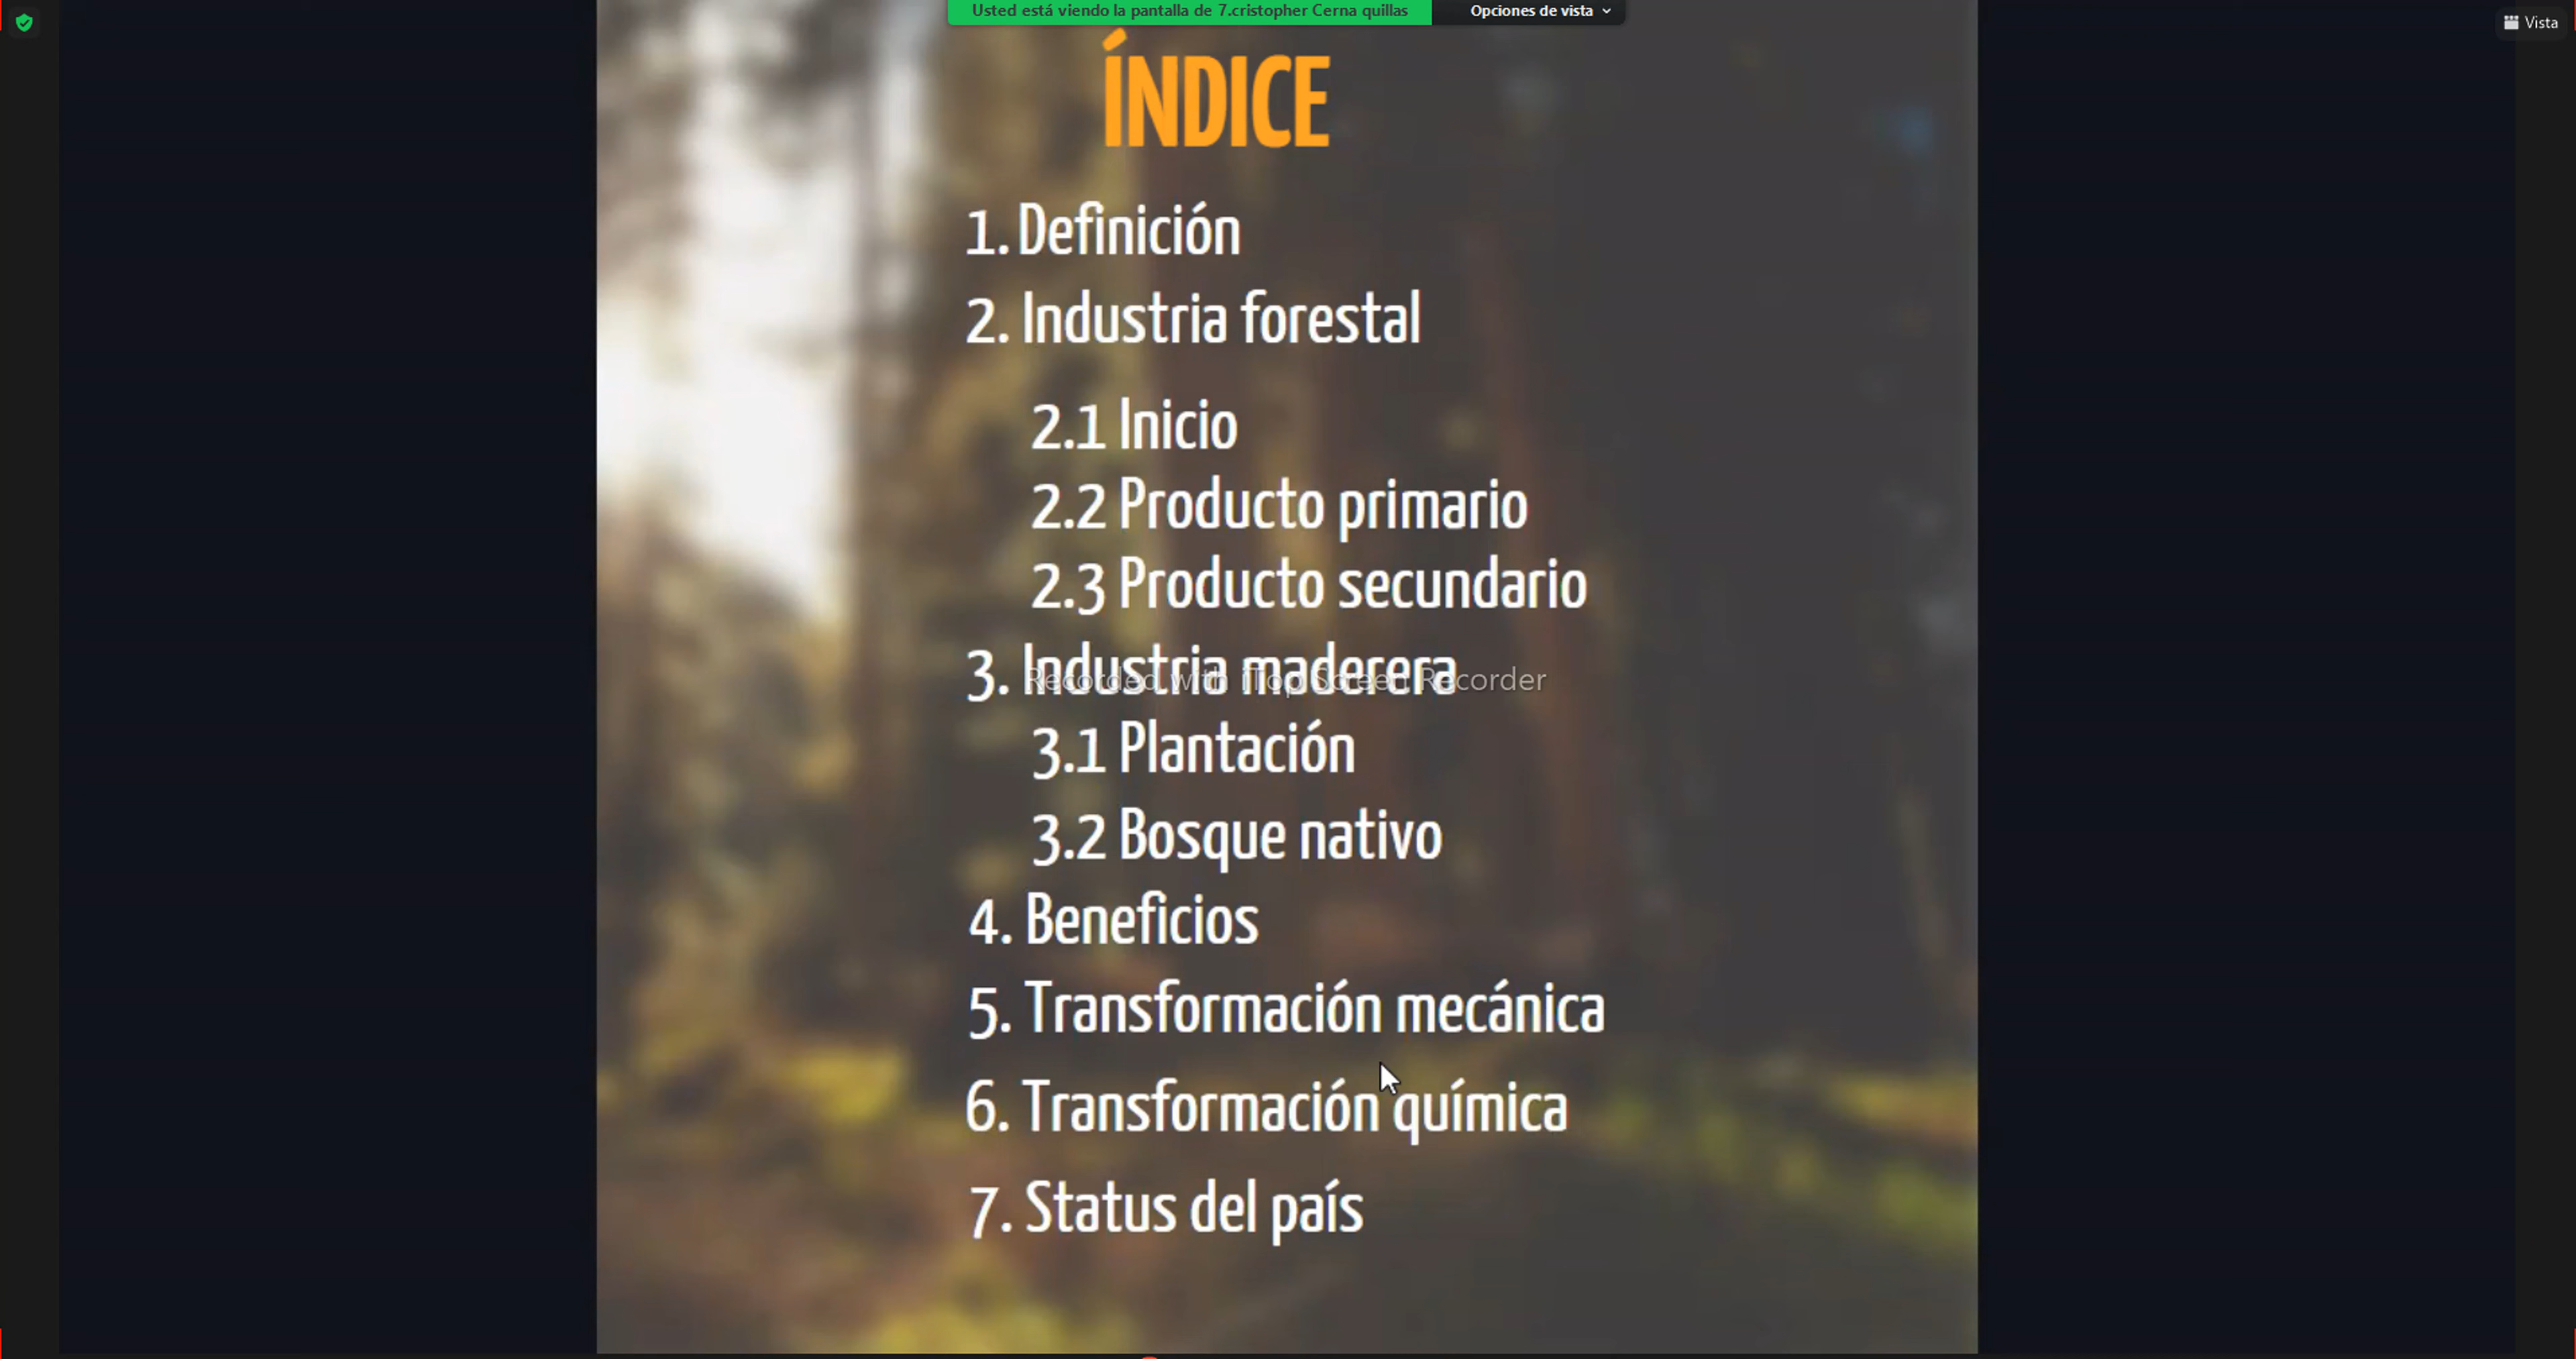 Usted está viendo la pantalla de 7.cristopher Cerna quillas
Opciones de vista
Vista
ÍNDICE
1. Definición
2. Industria forestal
2.1 Inicio
2.2 Producto primario
2.3 Producto secundario
3. Industria maderera
Recorded with iTop Screen Recorder
3.1 Plantación
3.2 Bosque nativo
4. Beneficios
5. Transformación mecánica
6. Transformación química
7. Status del país